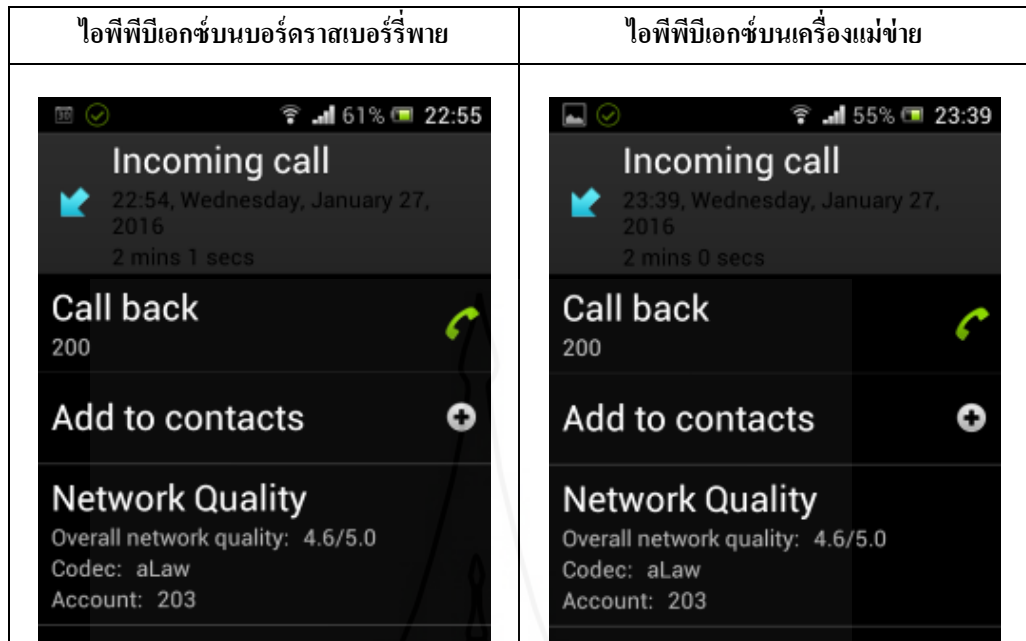 ไอพีพีบีเอกซ์บนบอร์ดราสเบอร์รี่พาย
ไอพีพีบีเอกซ์บนเครื่องแม่ข่าย
30
61% 22:55
Incoming call
22:54, Wednesday, January 27,
2016
2 mins 1 secs
Call back
200
Add to contacts
Network Quality
Overall network quality: 4.6/5.0
Codec: aLaw
Account: 203
55% 23:39
Incoming call
23:39, Wednesday, January 27,
2016
2 mins 0 secs
Call back
200
Add to contacts
Network Quality
Overall network quality: 4.6/5.0
Codec: aLaw
Account: 203